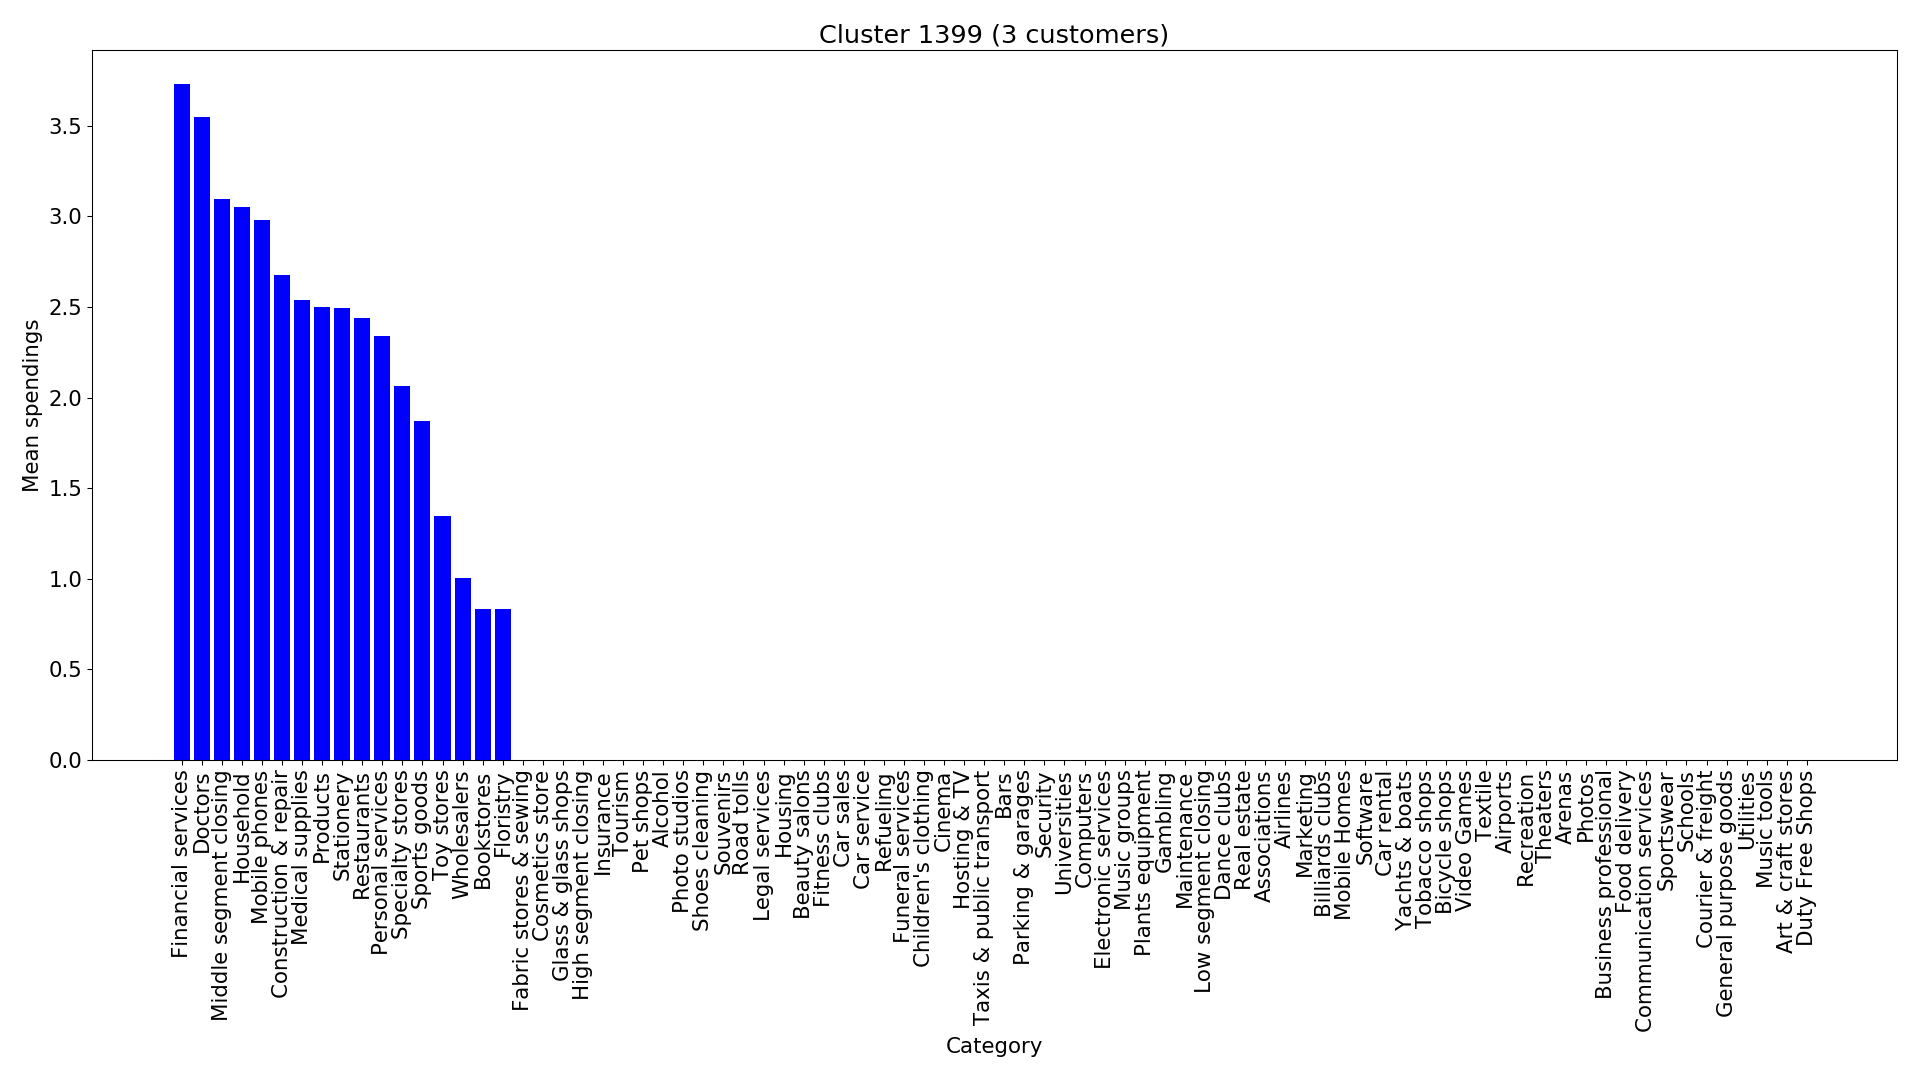 Cluster 1399 (3 customers)
Mean spendings
3.5
3.0
2.5
2.0
1.5
1.0
0.5
0.0
Financial services
Doctors
Middle segment closing
Household
Mobile phones
Construction & repair
Medical supplies
Products
Stationery
Restaurants
Personal services
Specialty stores
Sports goods
Toy stores
Wholesalers
Bookstores
Floristry
Fabric stores & sewing
Cosmetics store
Glass & glass shops
High segment closing
Insurance
Tourism
Pet shops
Alcohol
Photo studios
Shoes cleaning
Souvenirs
Road tolls
Legal services
Housing
Beauty salons
Fitness clubs
Car sales
Car service
Refueling
Funeral services
Children's clothing
Cinema
Hosting & TV
Taxis & public transport
Bars
Parking & garages
Security
Universities
Computers
Electronic services
Music groups
Plants equipment
Gambling
Maintenance
Low segment closing
Dance clubs
Real estate
Associations
Airlines
Marketing
Billiards clubs
Mobile Homes
Software
Car rental
Yachts & boats
Tobacco shops
Bicycle shops
Video Games
Textile
Airports
Recreation
Theaters
Arenas
Photos
Business professional
Food delivery
Communication services
Sportswear
Schools
Courier & freight
General purpose goods
Utilities
Music tools
Art & craft stores
Duty Free Shops
Category